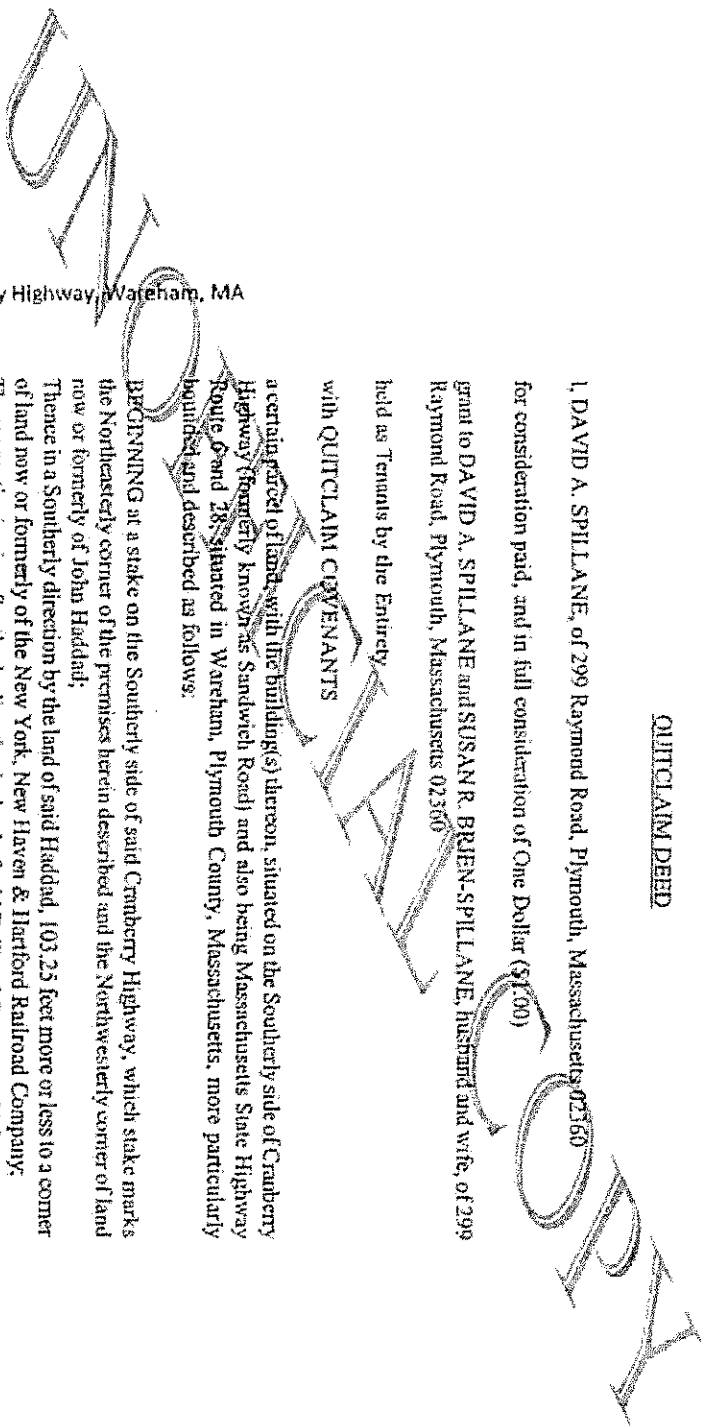 QUITCLAIM DEED
I, DAVID A. SPILLANE, of 299 Raymond Road, Plymouth, Massachusetts 02360
for consideration paid, and in full consideration of One Dollar ($1.00)
grant to DAVID A. SPILLANE and SUSAN R. BRIEN-SPILLANE, husband and wife, of 299
Raymond Road, Plymouth, Massachusetts 02360
held as Tenants by the Entirety
with QUITCLAIM COVENANTS
a certain parcel of land, with the building(s) thereon, situated on the Southerly side of Cranberry
Highway (formerly known as Sandwich Road) and also being Massachusetts State Highway
Route 6 and 28, situated in Wareham, Plymouth County, Massachusetts, more particularly
bounded and described as follows:
BEGINNING at a stake on the Southerly side of said Cranberry Highway, which stake marks
the Northeasterly corner of the premises herein described and the Northwesterly corner of land
now or formerly of John Haddad;
Thence in a Southerly direction by the land of said Haddad, 103.25 feet more or less to a corner
of land now or formerly of the New York, New Haven & Hartford Railroad Company;
y Highway, Wareham, MA
UNOFFICIAL COPY